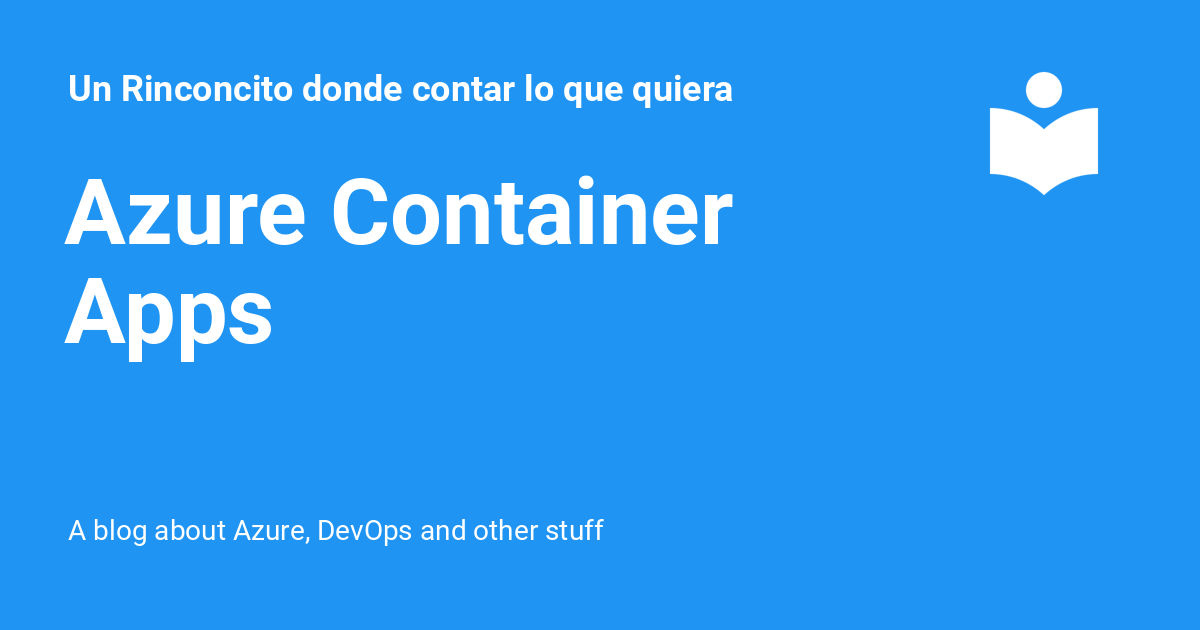 Un Rinconcito donde contar lo que quiera
Azure Container
Apps
A blog about Azure, DevOps and other stuff